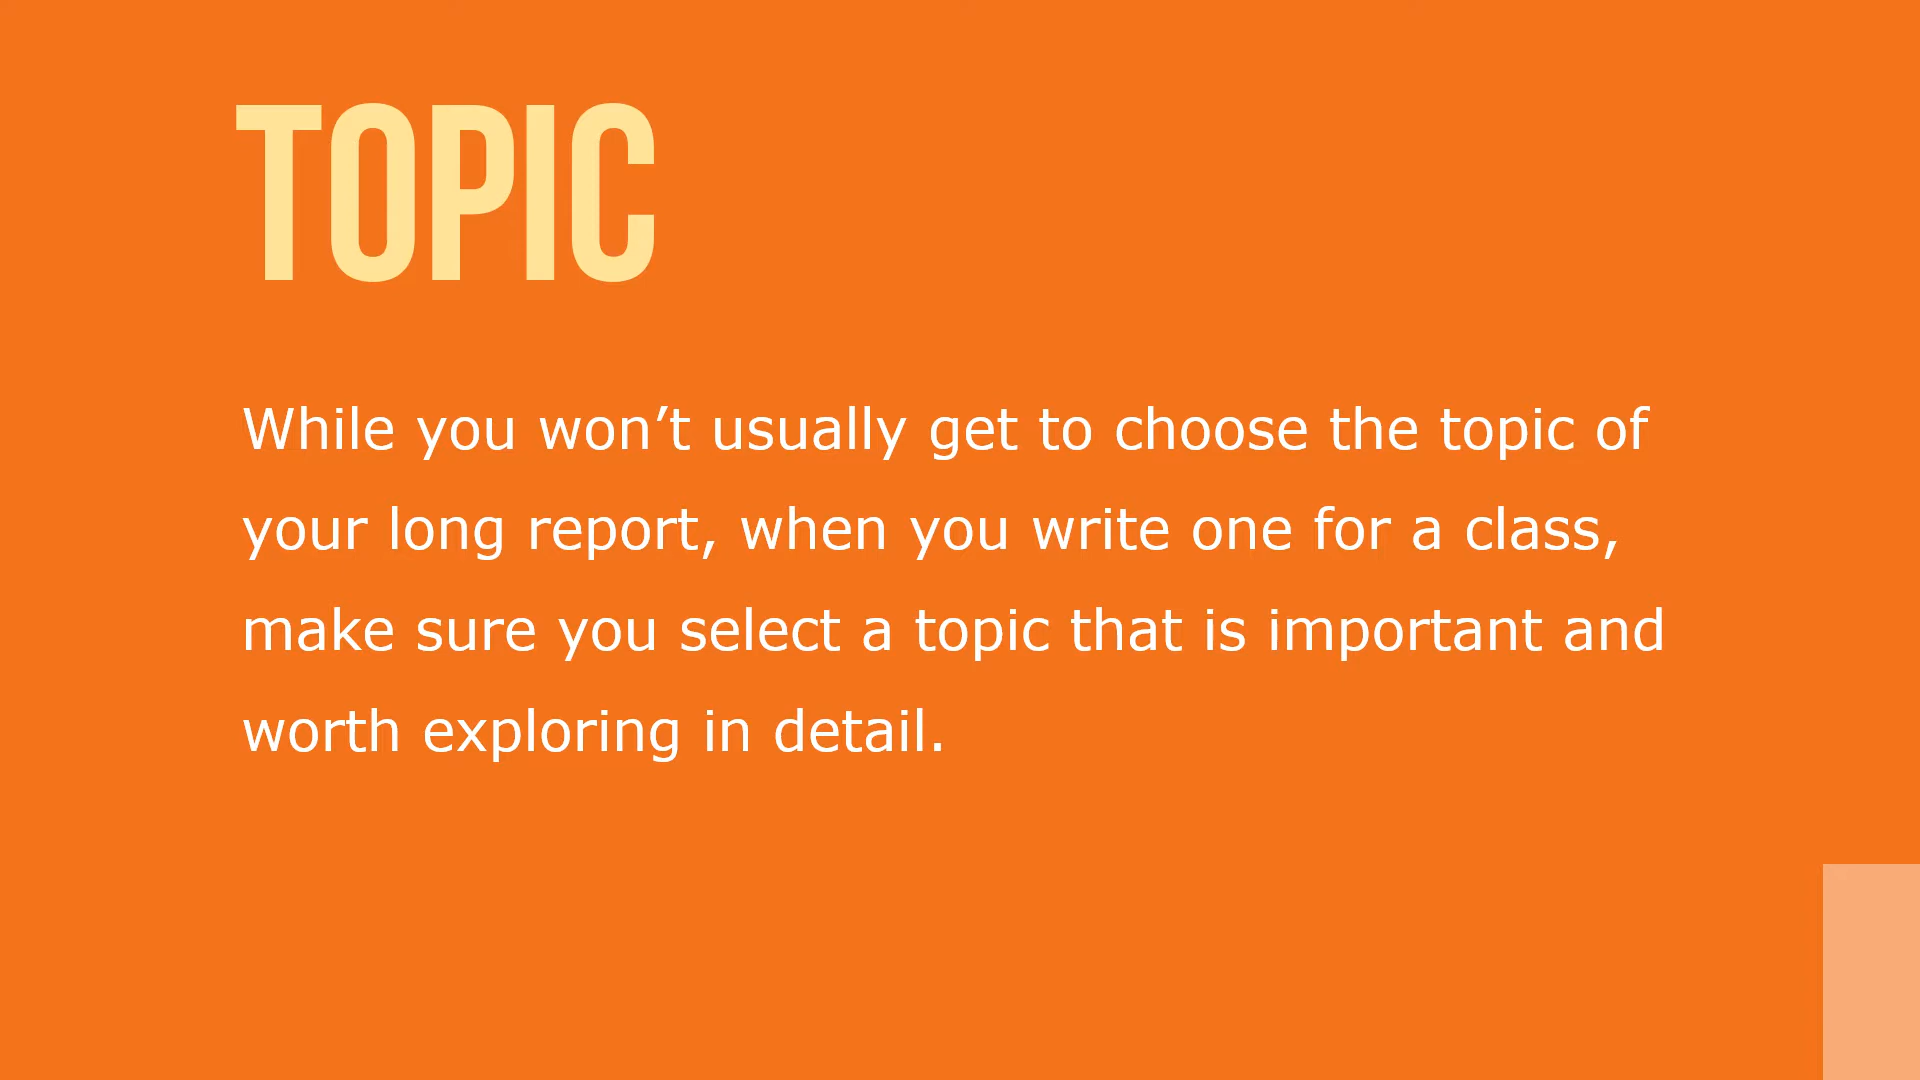 TOPIC
While you won’t usually get to choose the topic of
your long report, when you write one for a class,
make sure you select a topic that is important and
worth exploring in detail.